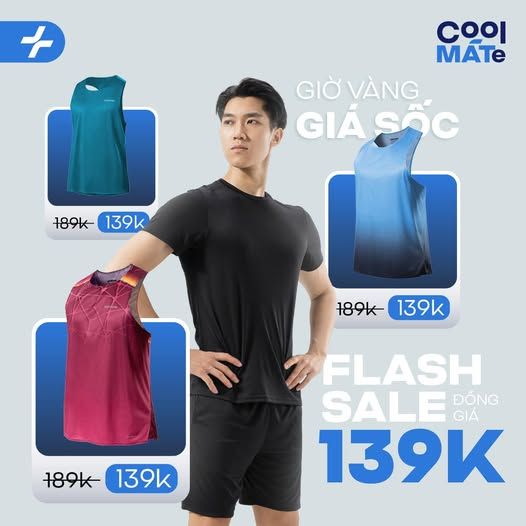 Cool
MATE
GIỜ VÀNG
GIÁ SỐC
189k 139k
189k 139k
189k 139k
FLASH
SALE ĐỒNG
GIÁ
139K